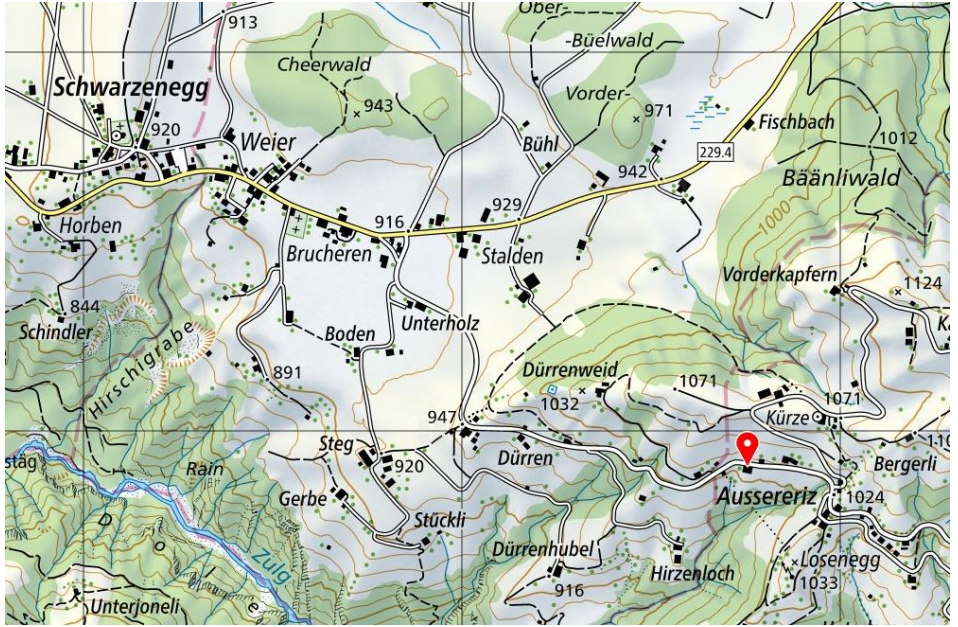 913
Ober-
Cheerwald
-Büelwald
Schwarzenegg
943
Vorder-
971
Fischbach
920
1012
Weier
Bühl
942
229.4
Bäänliwald
Horben
916
929
1000
Brucheren
Stalden
Vorderkapfern
1124
844
Schindler
Unterholz
Boden
Hirschigrabe
891
Dürrenweid
1032
1071
1071
947
Kürze
Steg
920
Dürren
Bergerli
stäg
Rain
Aussereriz
Gerbe
Stückli
1024
Zulg
Dürrenhubel
Hirzenloch
Losenegg
1033
916
Unterjoneli